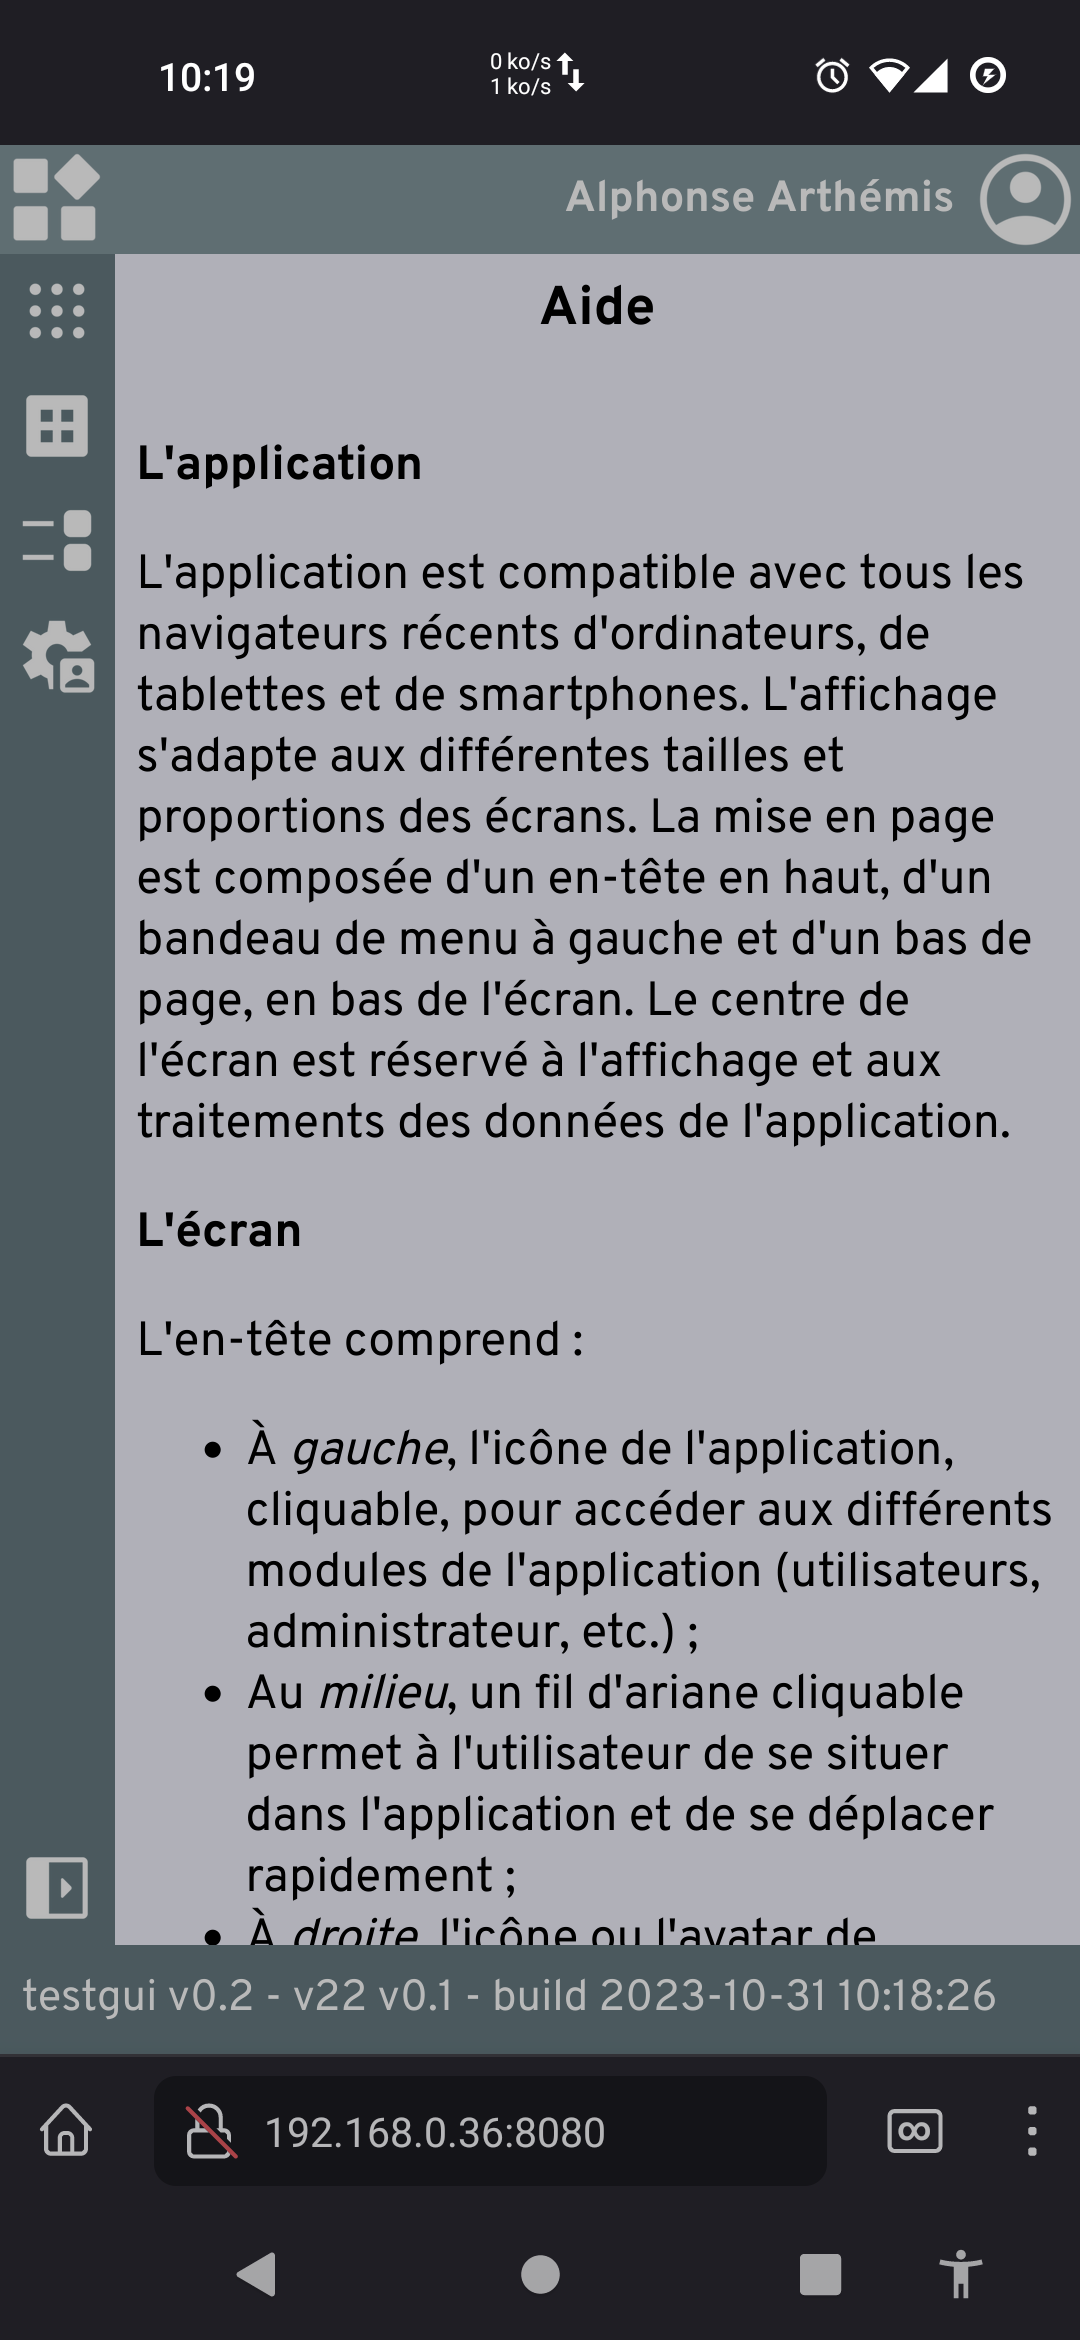 10:19
0 ko/s
1 ko/s
Alphonse Arthémis
Aide
L'application
L'application est compatible avec tous les
navigateurs récents d'ordinateurs, de
tablettes et de smartphones. L'affichage
s'adapte aux différentes tailles et
proportions des écrans. La mise en page
est composée d'un en-tête en haut, d'un
bandeau de menu à gauche et d'un bas de
page, en bas de l'écran. Le centre de
l'écran est réservé à l'affichage et aux
traitements des données de l'application.
L'écran
L'en-tête comprend :
• À gauche, l'icône de l'application,
cliquable, pour accéder aux différents
modules de l'application (utilisateurs,
administrateur, etc.) ;
• Au milieu, un fil d'ariane cliquable
permet à l'utilisateur de se situer
dans l'application et de se déplacer
rapidement ;
• À droite, l'icône ou l'avatar de
testgui v0.2 - v22 v0.1 - build 2023-10-31 10:18:26
192.168.0.36:8080